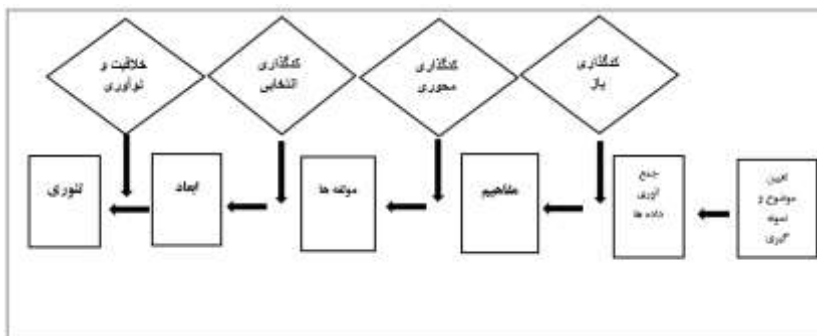 کدگذاری
باز
کدگذاری
محوری
کدگذاری
انتخابی
خلاقیت و
نوآوری
تعیین
موضوع و
نمونه
گیری
جمع
آوری
داده ها
مفاهیم
مولفه ها
ابعاد
تئوری